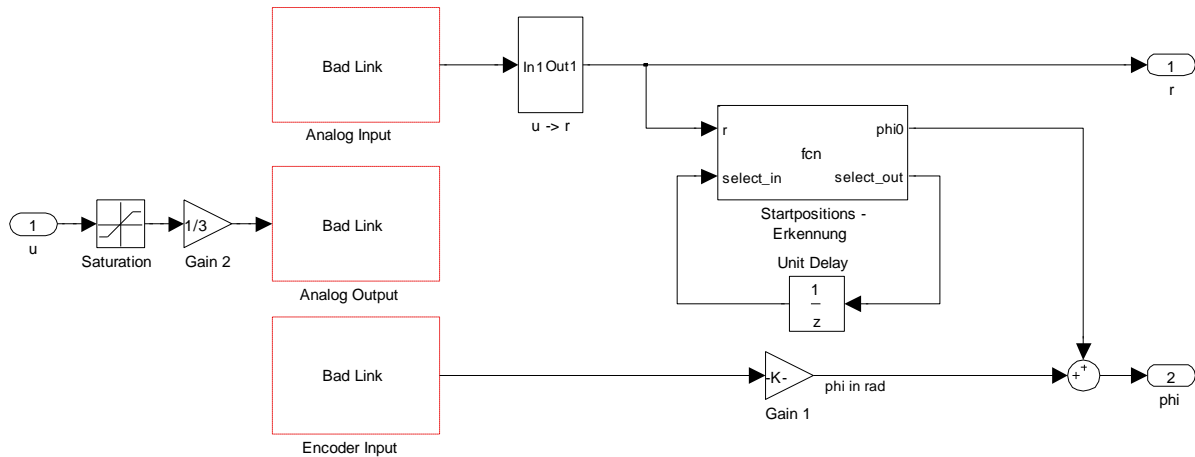 Bad Link
Analog Input
In1 Out1
u -> r
1
r
r
phi0
fcn
select_in
select_out
Startpositions -
Erkennung
1
u
Saturation
1/3
Gain 2
Bad Link
Analog Output
Unit Delay
1
z
Bad Link
Encoder Input
-K-
Gain 1
phi in rad
+
+
2
phi